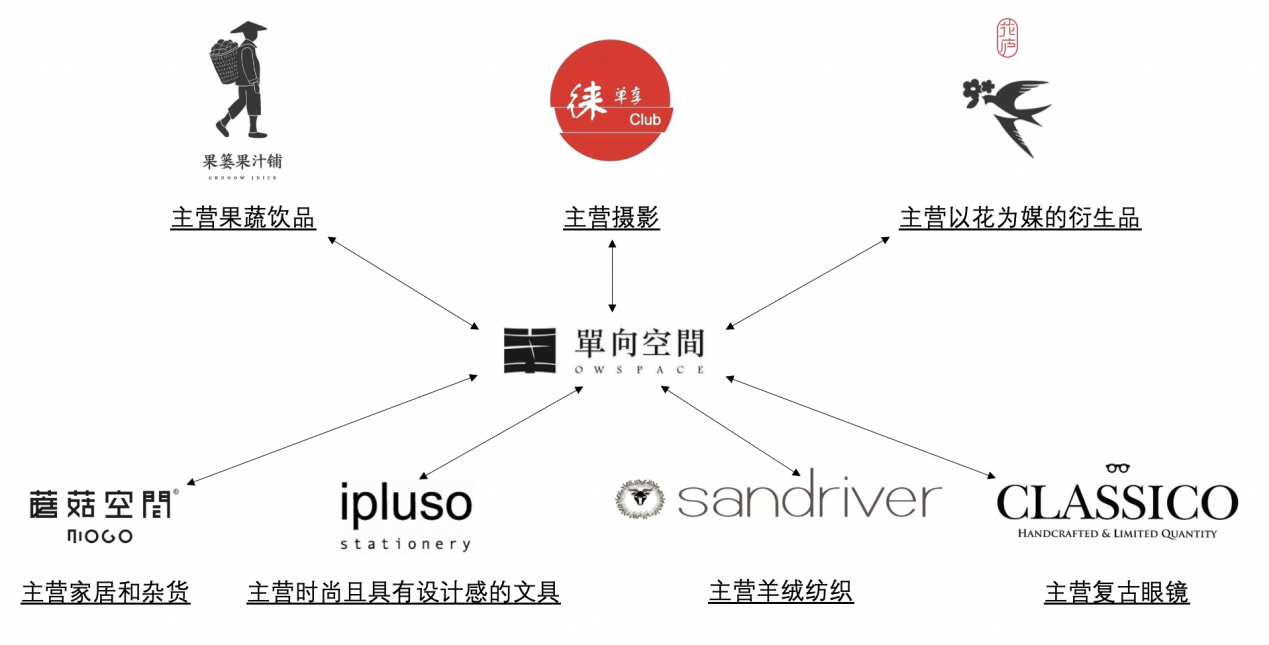 花庐
徕 单享
Club
果篓果汁铺
GROOOW JUICE
主营果蔬饮品
主营摄影
主营以花为媒的衍生品
單向空間
OWSPACE
蘑菇空間®
MOGO
ipluso
stationery
sandriver
CLASSICO
HANDCRAFTED & LIMITED QUANTITY
主营家居和杂货
主营时尚且具有设计感的文具
主营羊绒纺织
主营复古眼镜